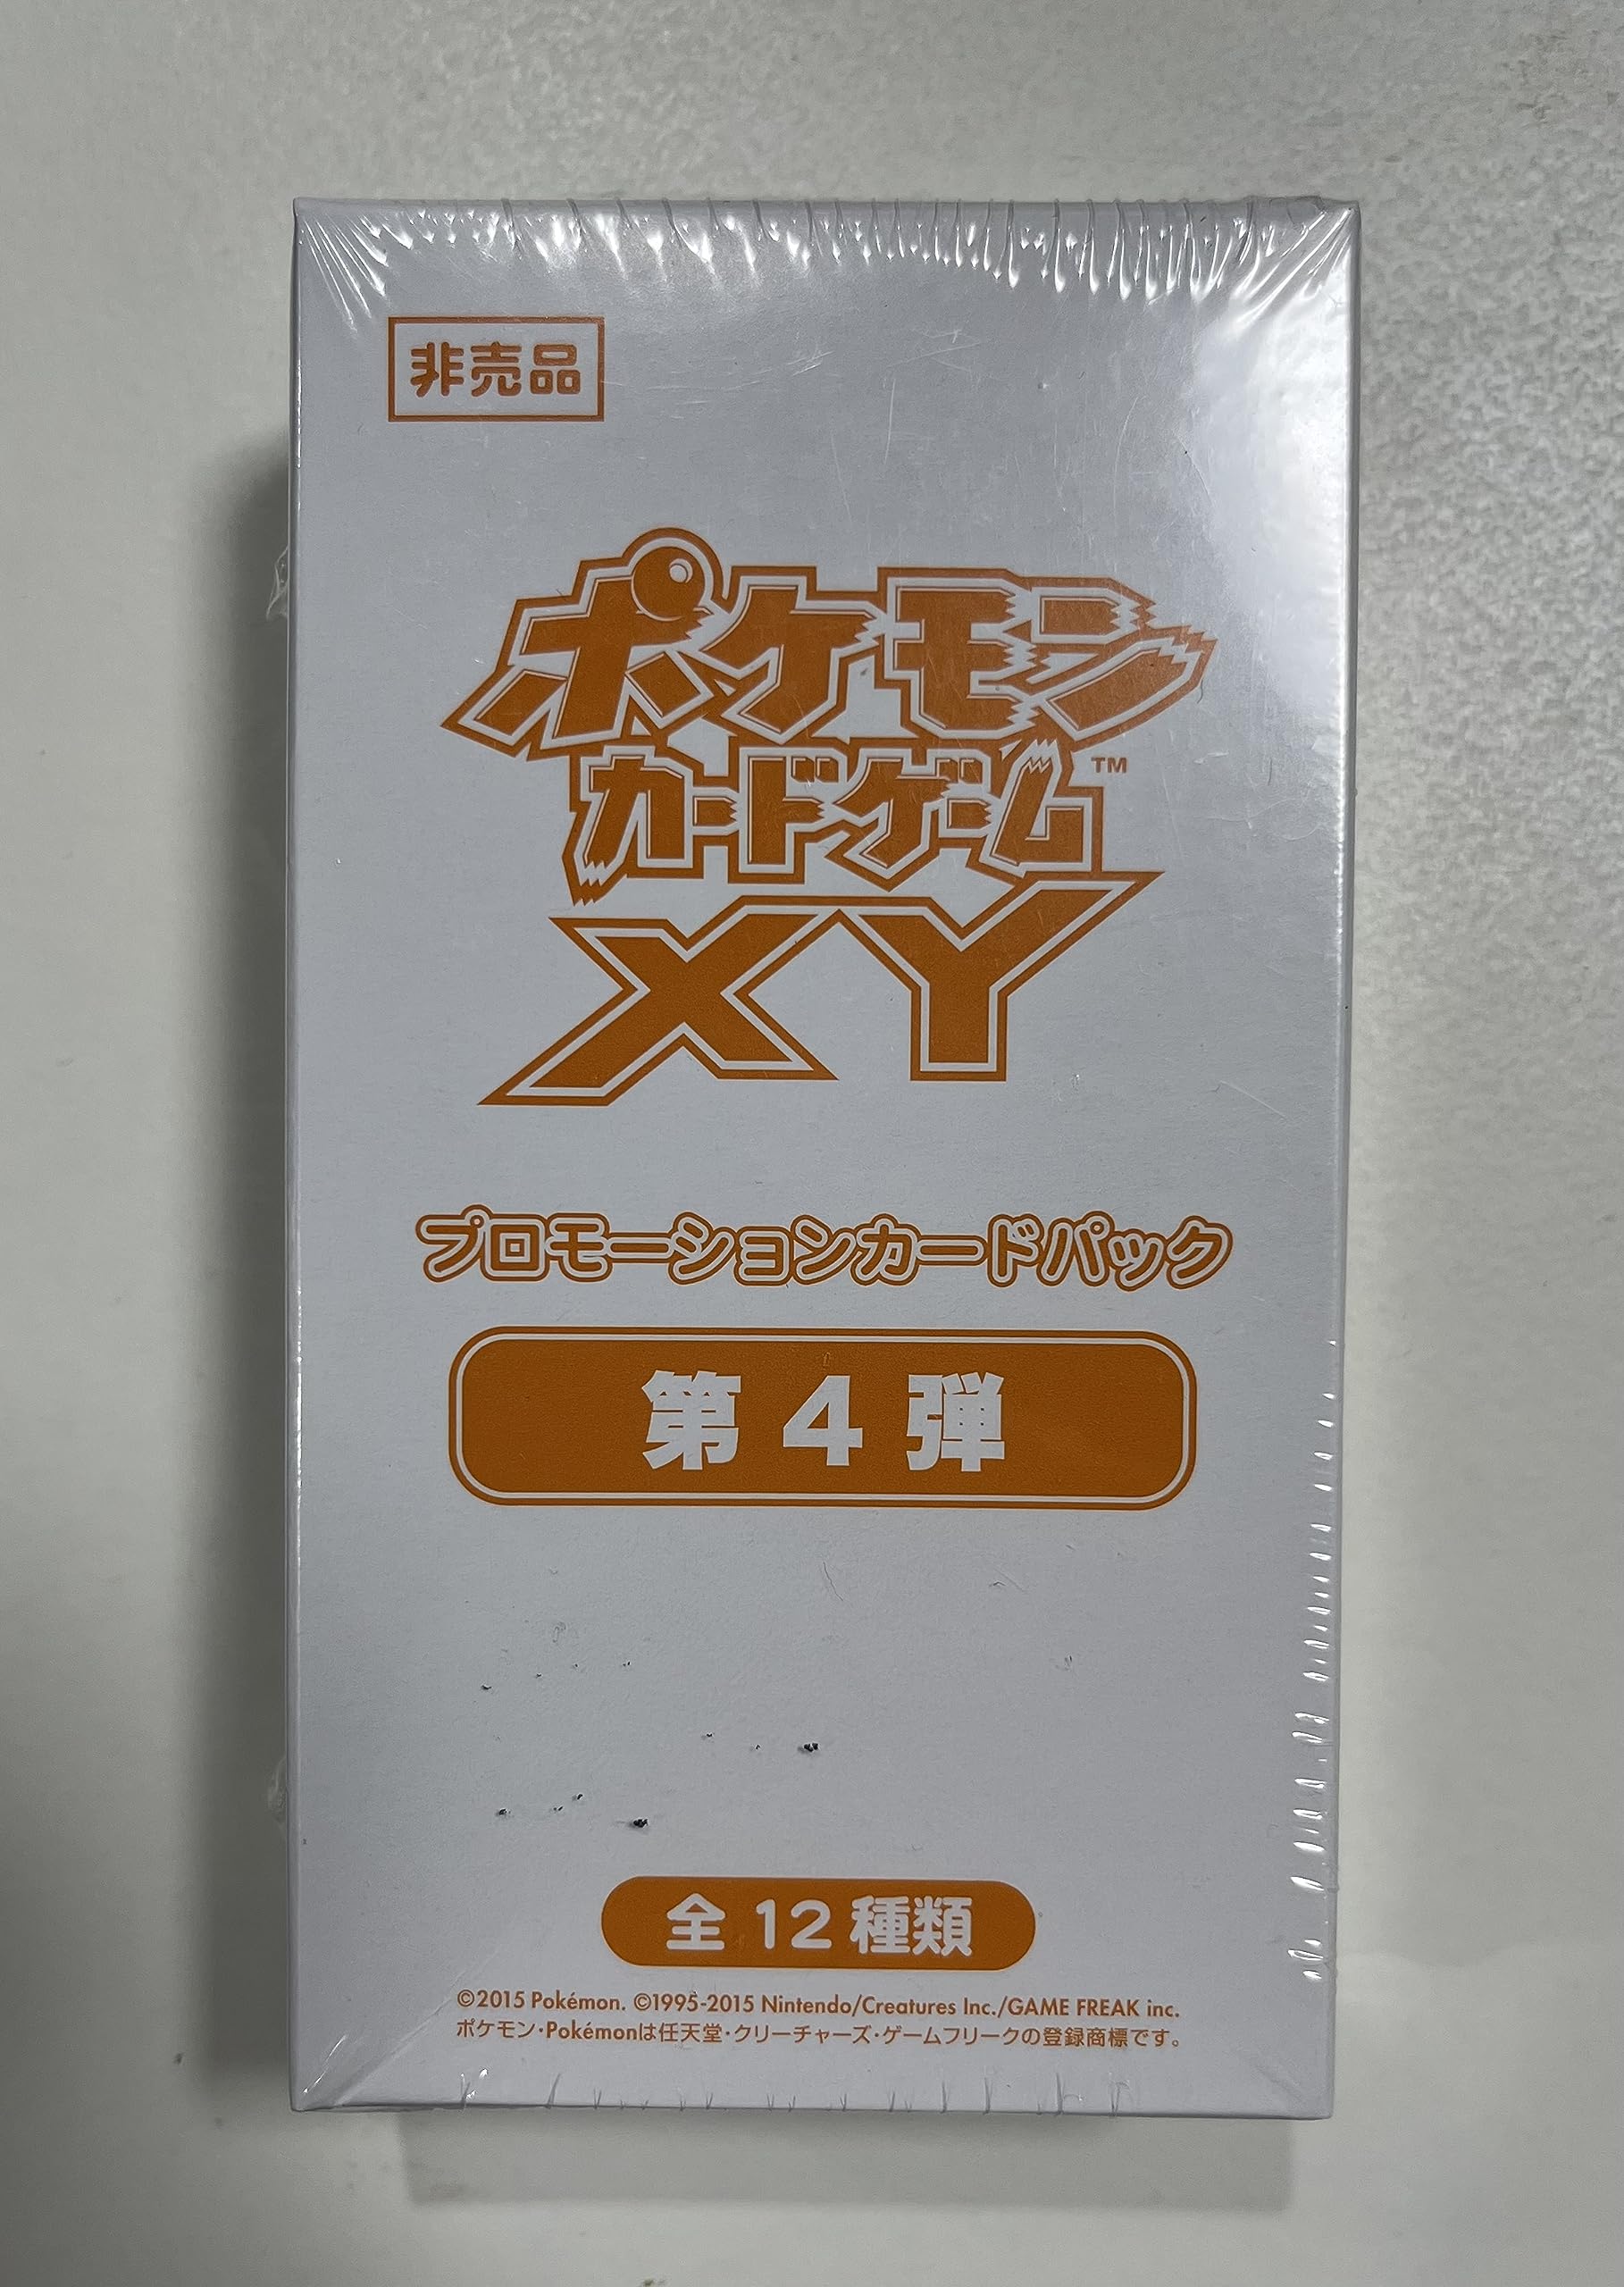 非売品
ポケモン
カードゲーム™
XY
プロモーションカードパック
第4弾
全12種類
©2015 Pokémon. ©1995-2015 Nintendo/Creatures Inc./GAME FREAK inc.
ポケモン・Pokémonは任天堂・クリーチャーズ・ゲームフリークの登録商標です。